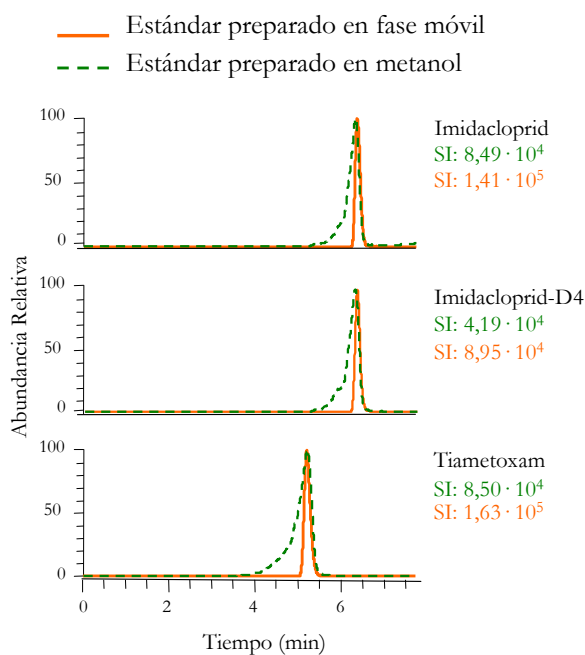 Estándar preparado en fase móvil
Estándar preparado en metanol
100
50
0
Imidacloprid
SI: 8,49 · 10⁴
SI: 1,41 · 10⁵
100
50
0
Imidacloprid-D4
SI: 4,19 · 10⁴
SI: 8,95 · 10⁴
100
50
0
Tiametoxam
SI: 8,50 · 10⁴
SI: 1,63 · 10⁵
Abundancia Relativa
0 2 4 6
Tiempo (min)